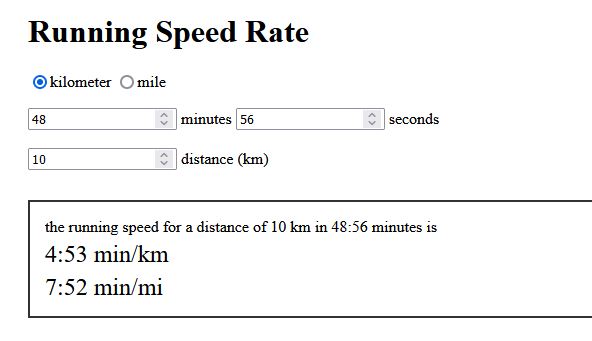 Running Speed Rate
kilometer mile
48 minutes 56 seconds
10 distance (km)
the running speed for a distance of 10 km in 48:56 minutes is
4:53 min/km
7:52 min/mi